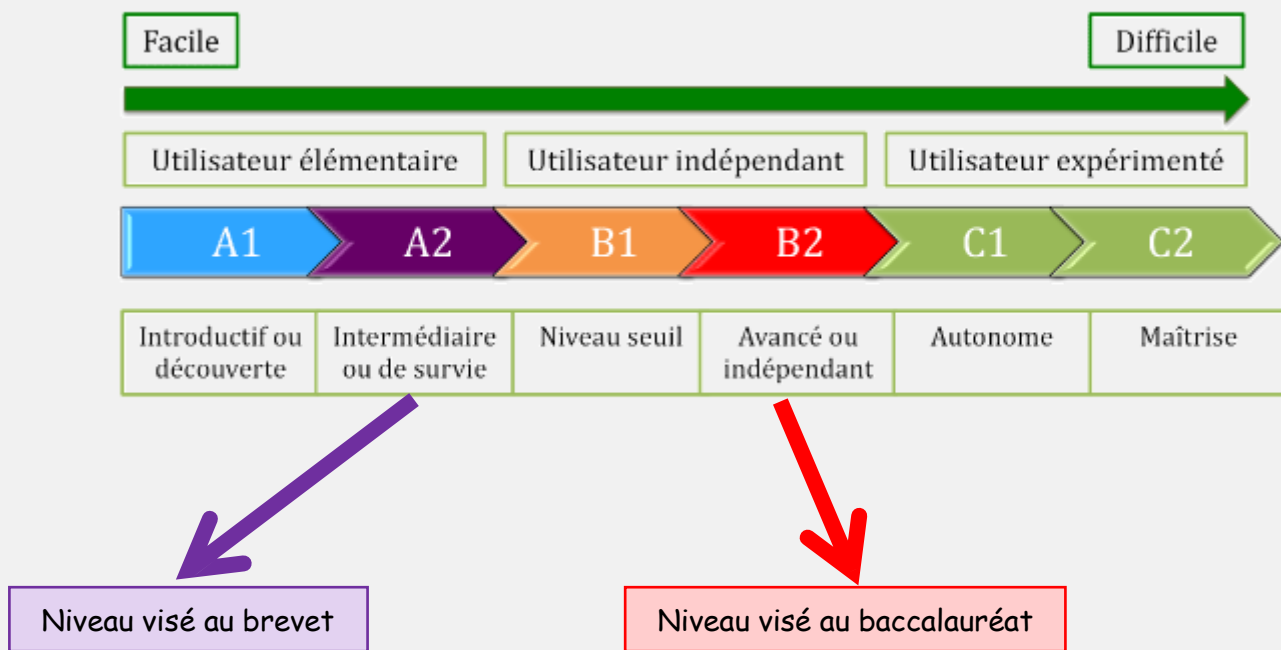 Facile
Difficile
Utilisateur élémentaire
Utilisateur indépendant
Utilisateur expérimenté
A1
A2
B1
B2
C1
C2
Introductif ou
découverte
Intermédiaire
ou de survie
Niveau seuil
Avancé ou
indépendant
Autonome
Maîtrise
Niveau visé au brevet
Niveau visé au baccalauréat